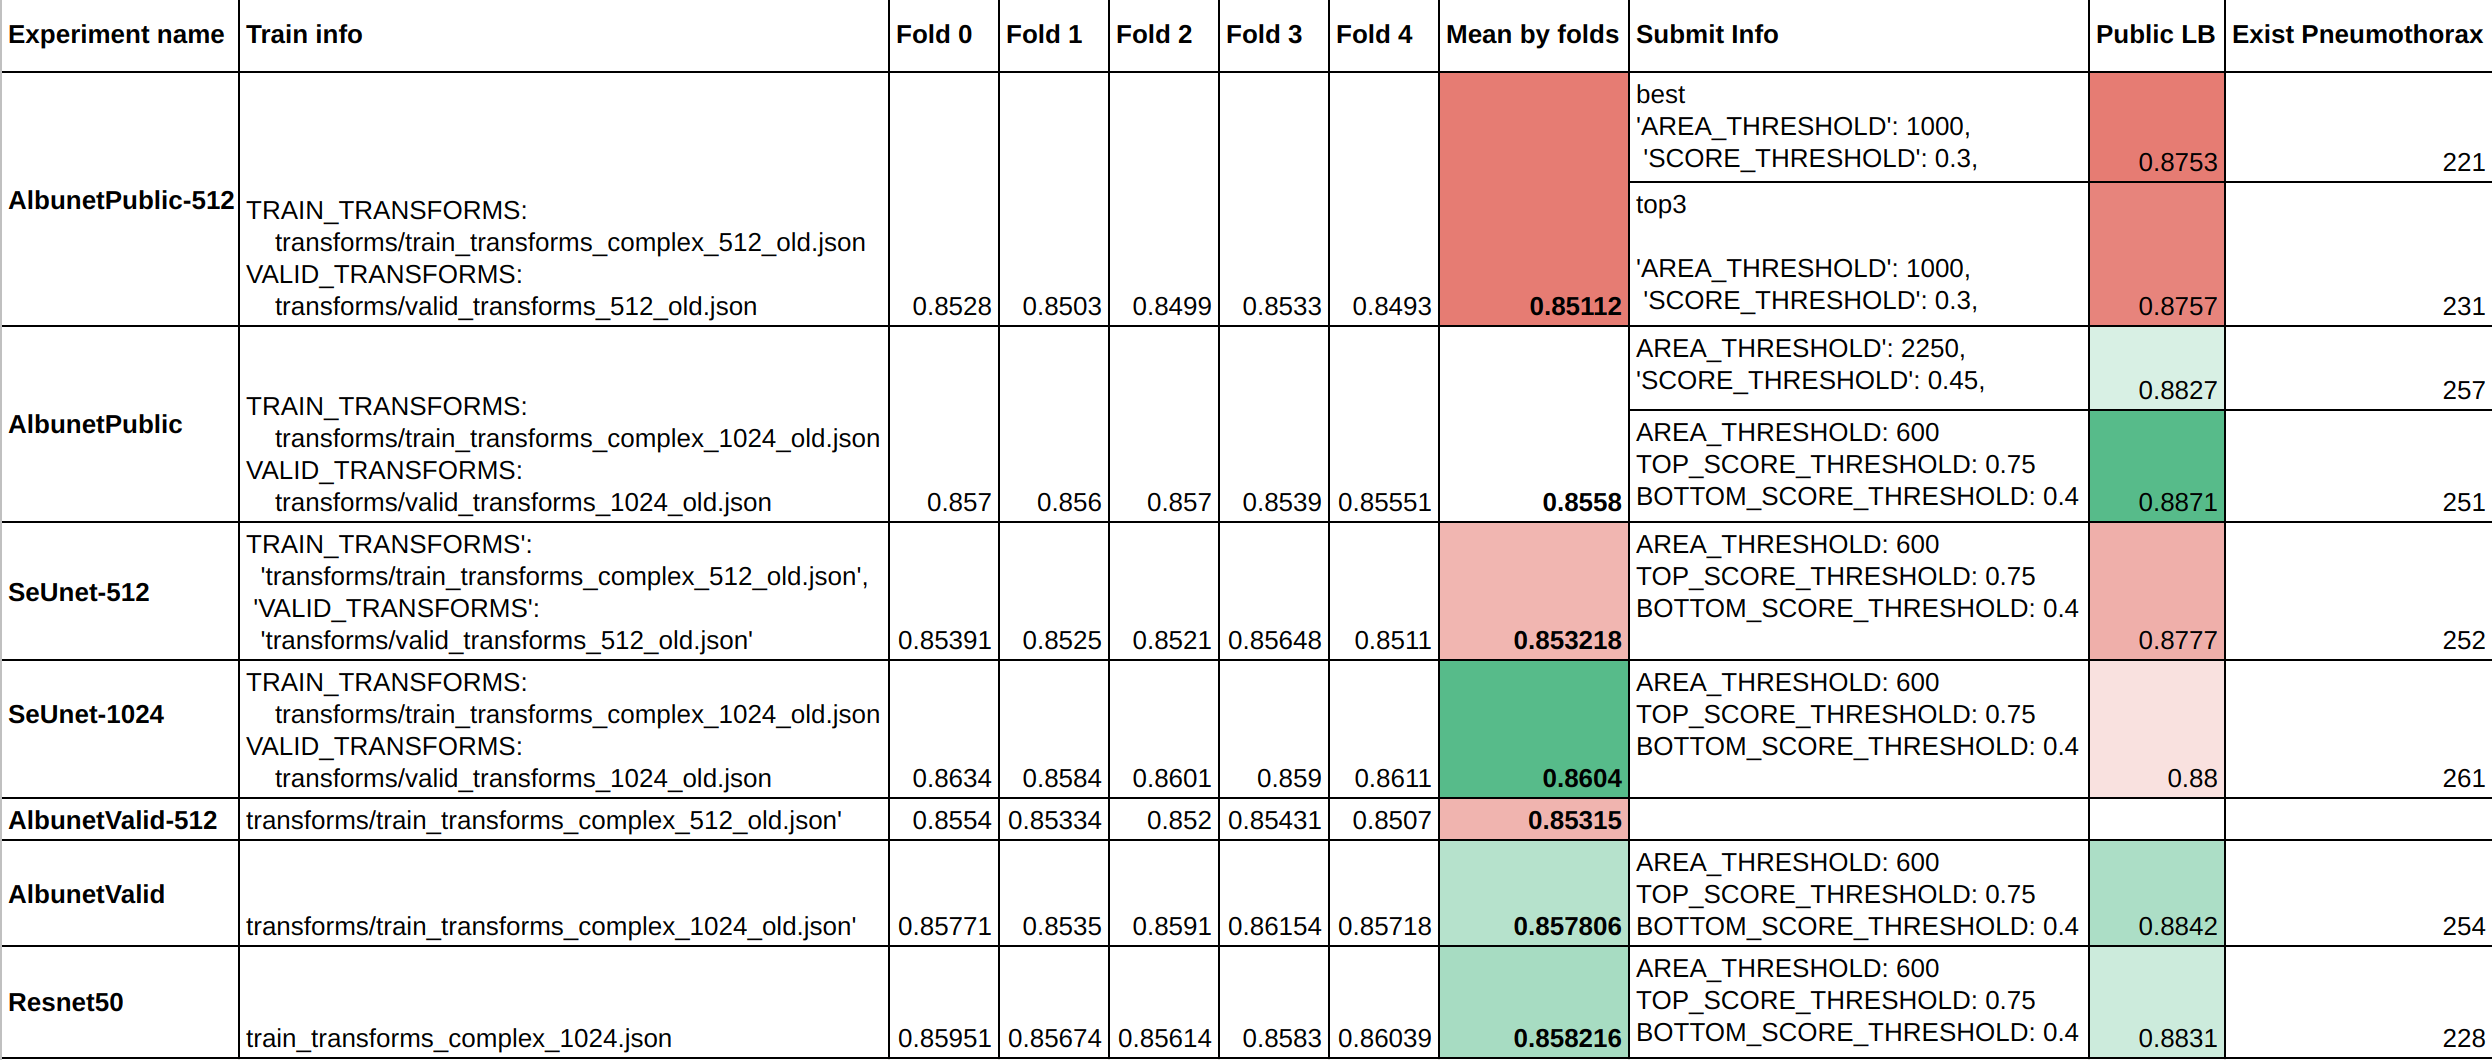 Experiment name Train info Fold 0 Fold 1 Fold 2 Fold 3 Fold 4 Mean by folds Submit Info Public LB Exist Pneumothorax
AlbunetPublic-512
TRAIN_TRANSFORMS:
transforms/train_transforms_complex_512_old.json
VALID_TRANSFORMS:
transforms/valid_transforms_512_old.json
0.8528 0.8503 0.8499 0.8533 0.8493 0.85112
best
'AREA_THRESHOLD': 1000,
'SCORE_THRESHOLD': 0.3,
0.8753 221
top3
'AREA_THRESHOLD': 1000,
'SCORE_THRESHOLD': 0.3,
0.8757 231
AlbunetPublic
TRAIN_TRANSFORMS:
transforms/train_transforms_complex_1024_old.json
VALID_TRANSFORMS:
transforms/valid_transforms_1024_old.json
0.857 0.856 0.857 0.8539 0.85551 0.8558
AREA_THRESHOLD': 2250,
'SCORE_THRESHOLD': 0.45,
0.8827 257
AREA_THRESHOLD: 600
TOP_SCORE_THRESHOLD: 0.75
BOTTOM_SCORE_THRESHOLD: 0.4
0.8871 251
SeUnet-512
TRAIN_TRANSFORMS':
'transforms/train_transforms_complex_512_old.json',
'VALID_TRANSFORMS':
'transforms/valid_transforms_512_old.json'
0.85391 0.8525 0.8521 0.85648 0.8511 0.853218
AREA_THRESHOLD: 600
TOP_SCORE_THRESHOLD: 0.75
BOTTOM_SCORE_THRESHOLD: 0.4
0.8777 252
SeUnet-1024
TRAIN_TRANSFORMS:
transforms/train_transforms_complex_1024_old.json
VALID_TRANSFORMS:
transforms/valid_transforms_1024_old.json
0.8634 0.8584 0.8601 0.859 0.8611 0.8604
AREA_THRESHOLD: 600
TOP_SCORE_THRESHOLD: 0.75
BOTTOM_SCORE_THRESHOLD: 0.4
0.88 261
AlbunetValid-512 transforms/train_transforms_complex_512_old.json' 0.8554 0.85334 0.852 0.85431 0.8507 0.85315
AlbunetValid
transforms/train_transforms_complex_1024_old.json'
0.85771 0.8535 0.8591 0.86154 0.85718 0.857806
AREA_THRESHOLD: 600
TOP_SCORE_THRESHOLD: 0.75
BOTTOM_SCORE_THRESHOLD: 0.4
0.8842 254
Resnet50
train_transforms_complex_1024.json
0.85951 0.85674 0.85614 0.8583 0.86039 0.858216
AREA_THRESHOLD: 600
TOP_SCORE_THRESHOLD: 0.75
BOTTOM_SCORE_THRESHOLD: 0.4
0.8831 228